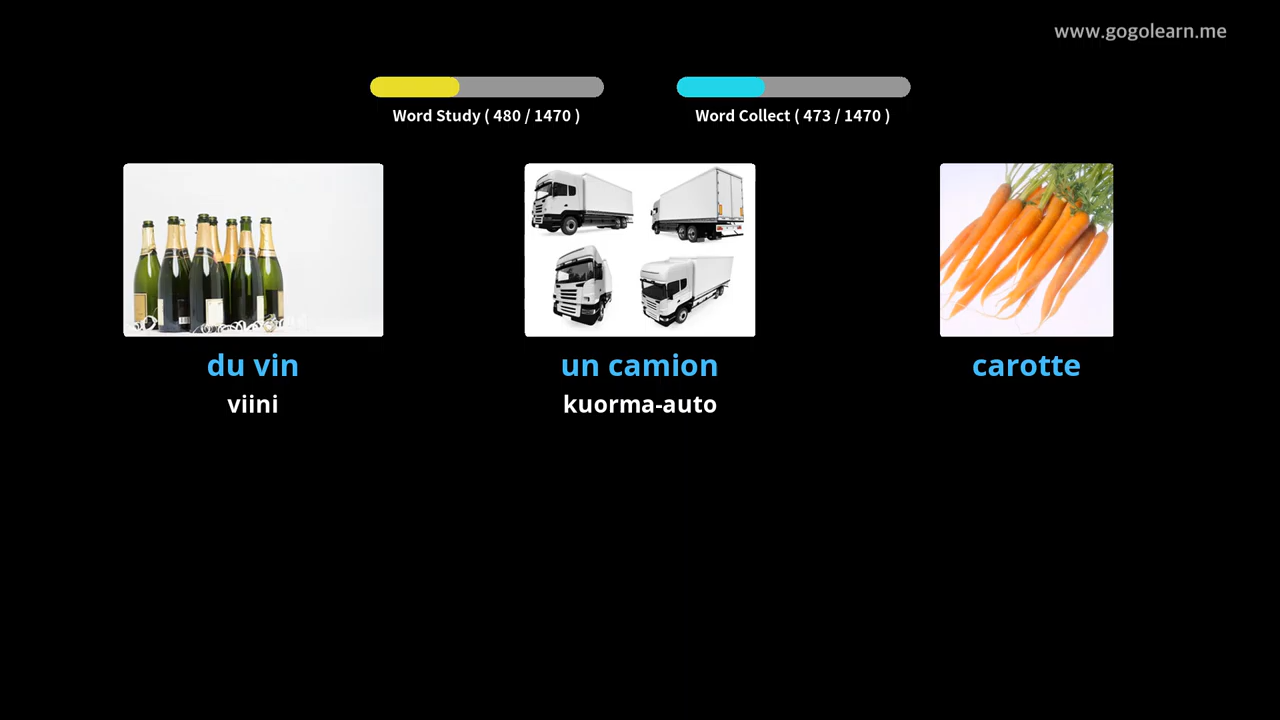 www.gogolearn.me
Word Study ( 480 / 1470 )
Word Collect ( 473 / 1470 )
du vin
viini
un camion
kuorma-auto
carotte